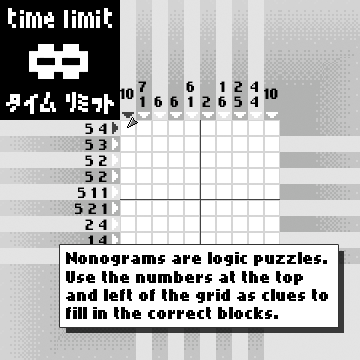 time limit
∞
タイム リミット
7 6 1 2 4
10 1 6 6 1 2 6 5 4 10
5 4
5 3
5 2
5 2
5 1 1
5 2 1
2 4
1 4
Nonograms are logic puzzles.
Use the numbers at the top
and left of the grid as clues to
fill in the correct blocks.